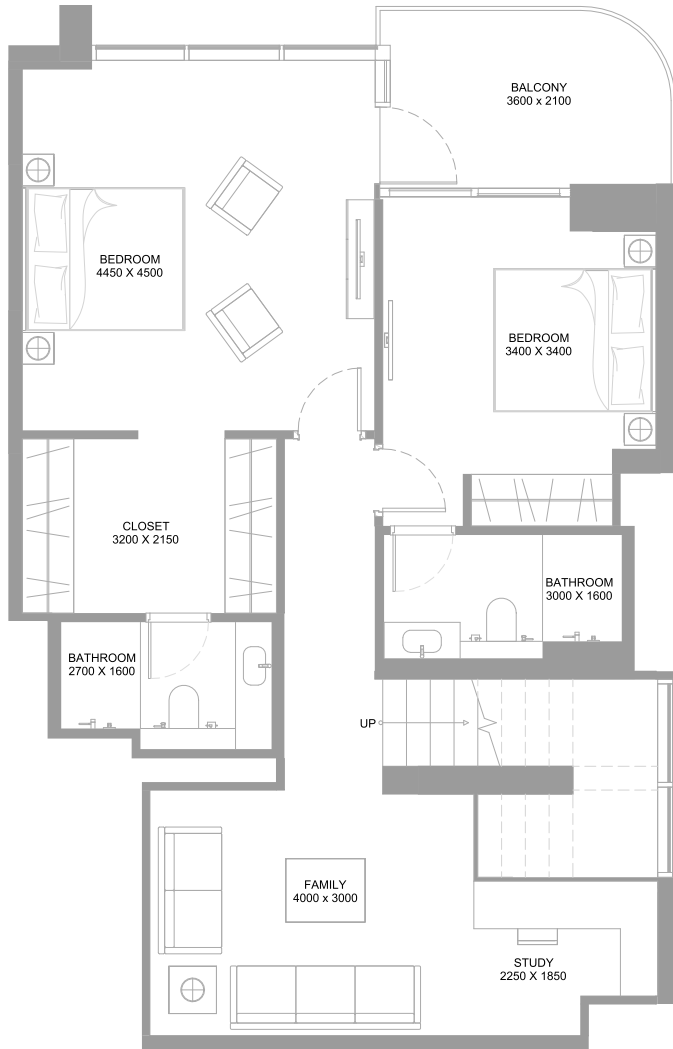 BALCONY
3600 x 2100
BEDROOM
4450 X 4500
BEDROOM
3400 X 3400
CLOSET
3200 X 2150
BATHROOM
3000 X 1600
BATHROOM
2700 X 1600
UP
FAMILY
4000 x 3000
STUDY
2250 X 1850